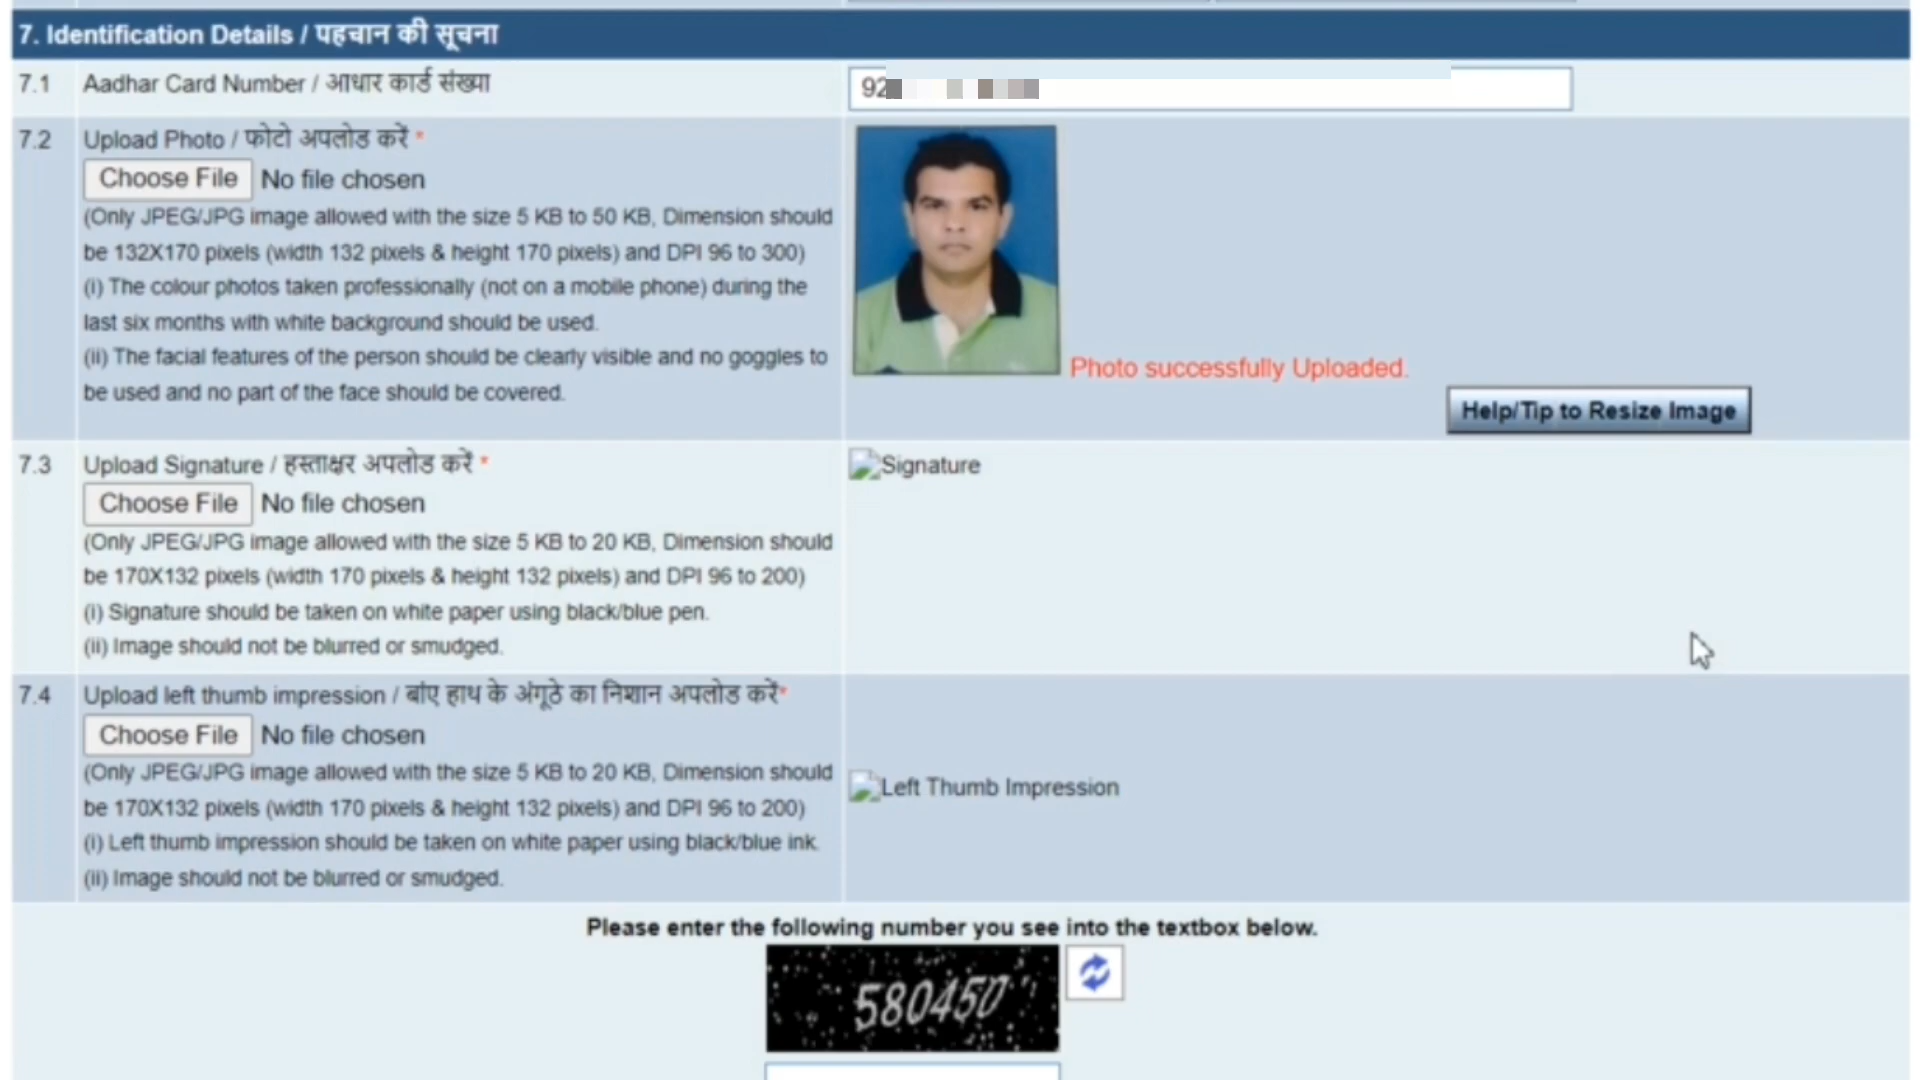 7. Identification Details / पहचान की सूचना
7.1 Aadhar Card Number / आधार कार्ड संख्या
92
7.2 Upload Photo / फोटो अपलोड करें *
Choose File No file chosen
(Only JPEG/JPG image allowed with the size 5 KB to 50 KB, Dimension should
be 132X170 pixels (width 132 pixels & height 170 pixels) and DPI 96 to 300)
(i) The colour photos taken professionally (not on a mobile phone) during the
last six months with white background should be used.
(ii) The facial features of the person should be clearly visible and no goggles to
be used and no part of the face should be covered.
Photo successfully Uploaded.
Help/Tip to Resize Image
7.3 Upload Signature / हस्ताक्षर अपलोड करें *
Signature
Choose File No file chosen
(Only JPEG/JPG image allowed with the size 5 KB to 20 KB, Dimension should
be 170X132 pixels (width 170 pixels & height 132 pixels) and DPI 96 to 200)
(i) Signature should be taken on white paper using black/blue pen.
(ii) Image should not be blurred or smudged.
7.4 Upload left thumb impression / बांए हाथ के अंगूठे का निशान अपलोड करें*
Choose File No file chosen
(Only JPEG/JPG image allowed with the size 5 KB to 20 KB, Dimension should
be 170X132 pixels (width 170 pixels & height 132 pixels) and DPI 96 to 200)
(i) Left thumb impression should be taken on white paper using black/blue ink.
(ii) Image should not be blurred or smudged.
Left Thumb Impression
Please enter the following number you see into the textbox below.
580450